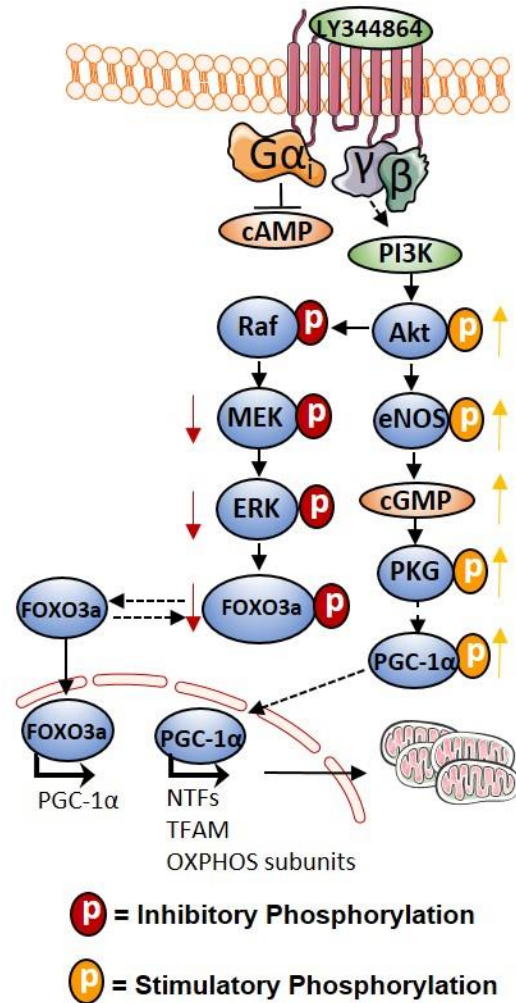 LY344864
Gαi
γ
β
cAMP
PI3K
Raf
p
Akt
p
MEK
p
eNOS
p
ERK
p
cGMP
FOXO3a
FOXO3a
p
PKG
p
PGC-1α
p
FOXO3a
PGC-1α
PGC-1α
NTFs
TFAM
OXPHOS subunits
p = Inhibitory Phosphorylation
p = Stimulatory Phosphorylation